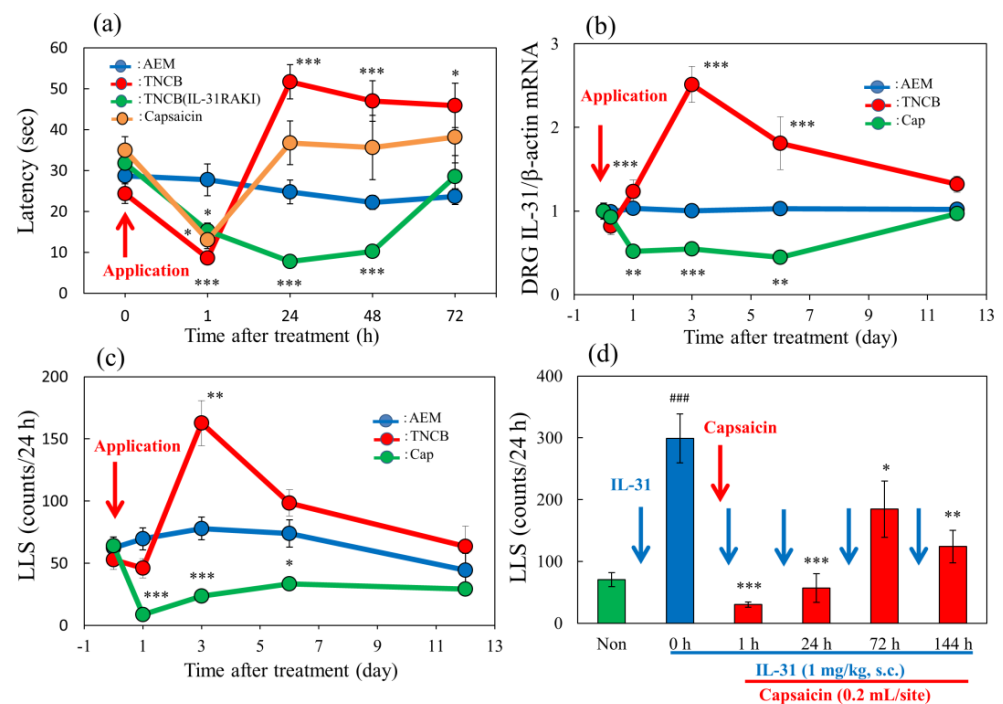 (a)
Latency (sec)
60
50
40
30
20
10
0
:AEM
:TNCB
:TNCB(IL-31RAKI)
:Capsaicin
***
***
*
*
*
***
***
***
Application
0
1
24
48
72
Time after treatment (h)
(b)
DRG IL-31/β-actin mRNA
3
2
1
0
:AEM
:TNCB
:Cap
Application
***
***
***
**
***
**
-1
1
3
5
7
9
11
13
Time after treatment (day)
(c)
LLS (counts/24 h)
200
150
100
50
0
:AEM
:TNCB
:Cap
Application
**
***
***
*
-1
1
3
5
7
9
11
13
Time after treatment (day)
(d)
LLS (counts/24 h)
400
300
200
100
0
###
Capsaicin
IL-31
***
***
*
**
Non
0 h
1 h
24 h
72 h
144 h
IL-31 (1 mg/kg, s.c.)
Capsaicin (0.2 mL/site)